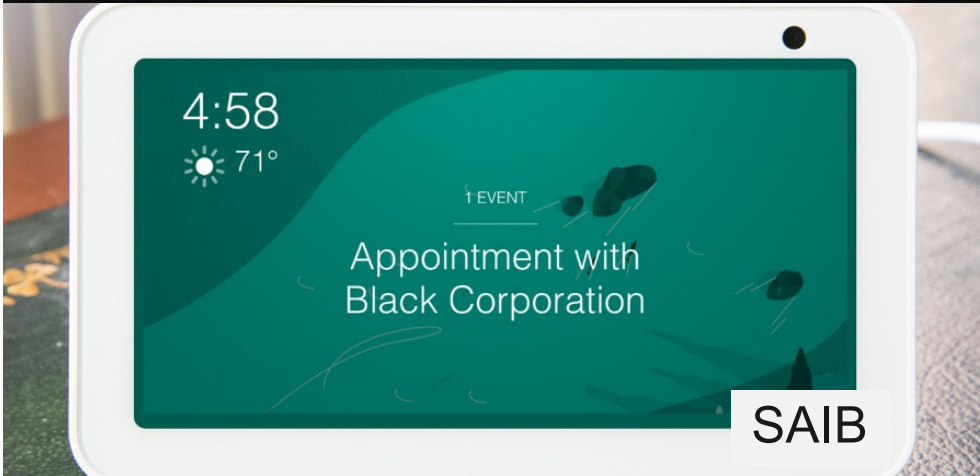 4:58
71°
1 EVENT
Appointment with
Black Corporation
SAIB